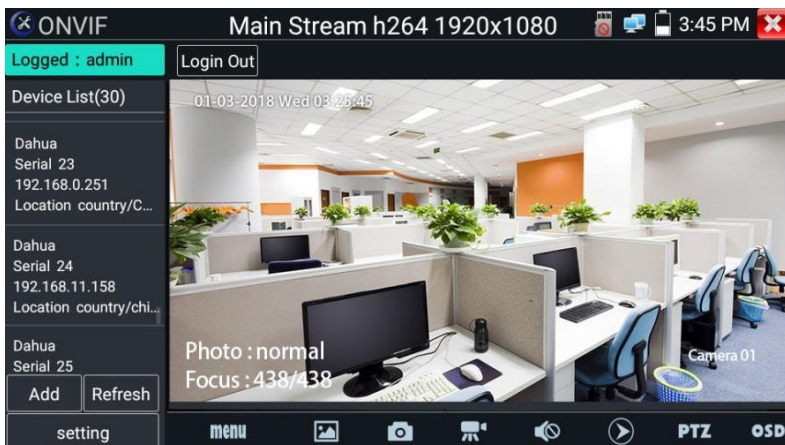 ONVIF
Main Stream h264 1920x1080
3:45 PM
Logged : admin
Login Out
Device List(30)
Dahua
Serial 23
192.168.0.251
Location country/C...
Dahua
Serial 24
192.168.11.158
Location country/chi...
Dahua
Serial 25
Add
Refresh
setting
01-03-2018 Wed 03:25:45
Photo : normal
Focus : 438/438
Camera 01
menu
PTZ
OSD